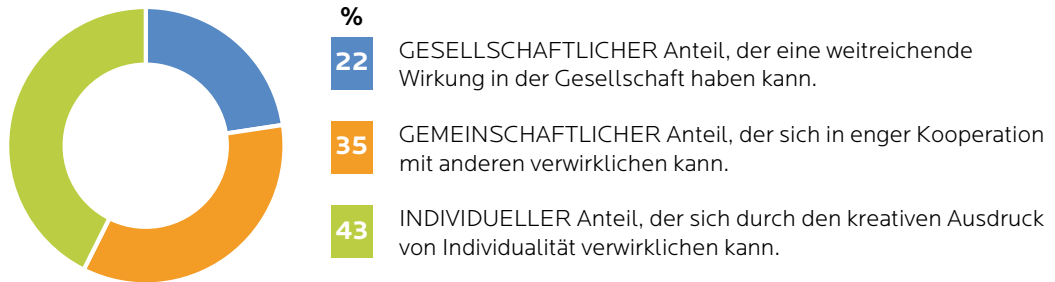 %
22
GESELLSCHAFTLICHER Anteil, der eine weitreichende
Wirkung in der Gesellschaft haben kann.
35
GEMEINSCHAFTLICHER Anteil, der sich in enger Kooperation
mit anderen verwirklichen kann.
43
INDIVIDUELLER Anteil, der sich durch den kreativen Ausdruck
von Individualität verwirklichen kann.